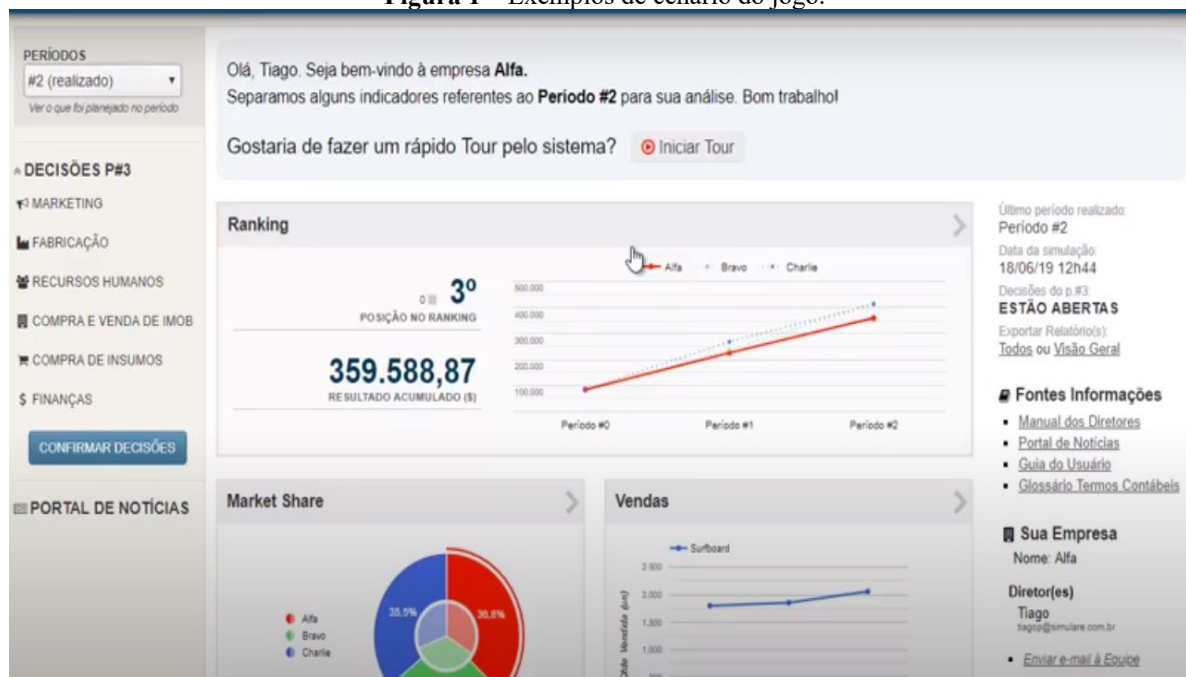 Figura 1 – Exemplos de cenário do jogo.
PERÍODOS
#2 (realizado)
Ver o que foi planejado no período
DECISÕES P#3
MARKETING
FABRICAÇÃO
RECURSOS HUMANOS
COMPRA E VENDA DE IMOB
COMPRA DE INSUMOS
$ FINANÇAS
CONFIRMAR DECISÕES
PORTAL DE NOTÍCIAS
Olá, Tiago. Seja bem-vindo à empresa Alfa.
Separamos alguns indicadores referentes ao Periodo #2 para sua análise. Bom trabalho!
Gostaria de fazer um rápido Tour pelo sistema? Iniciar Tour
Ranking
0 3º
POSIÇÃO NO RANKING
359.588,87
RESULTADO ACUMULADO ($)
Alfa Bravo Charlie
500.000
400.000
300.000
200.000
100.000
Período #0 Período #1 Período #2
Market Share
Alfa
Bravo
Charlie
35,5% 36,8%
Vendas
Surfboard
2.500
2.000
1.500
1.000
Qtde Vendida (un)
Último período realizado:
Período #2
Data da simulação:
18/06/19 12h44
Decisões do p.#3:
ESTÃO ABERTAS
Exportar Relatório(s):
Todos ou Visão Geral
Fontes Informações
Manual dos Diretores
Portal de Notícias
Guia do Usuário
Glossário Termos Contábeis
Sua Empresa
Nome: Alfa
Diretor(es)
Tiago
tiagop@simulare.com.br
Enviar e-mail à Equipe